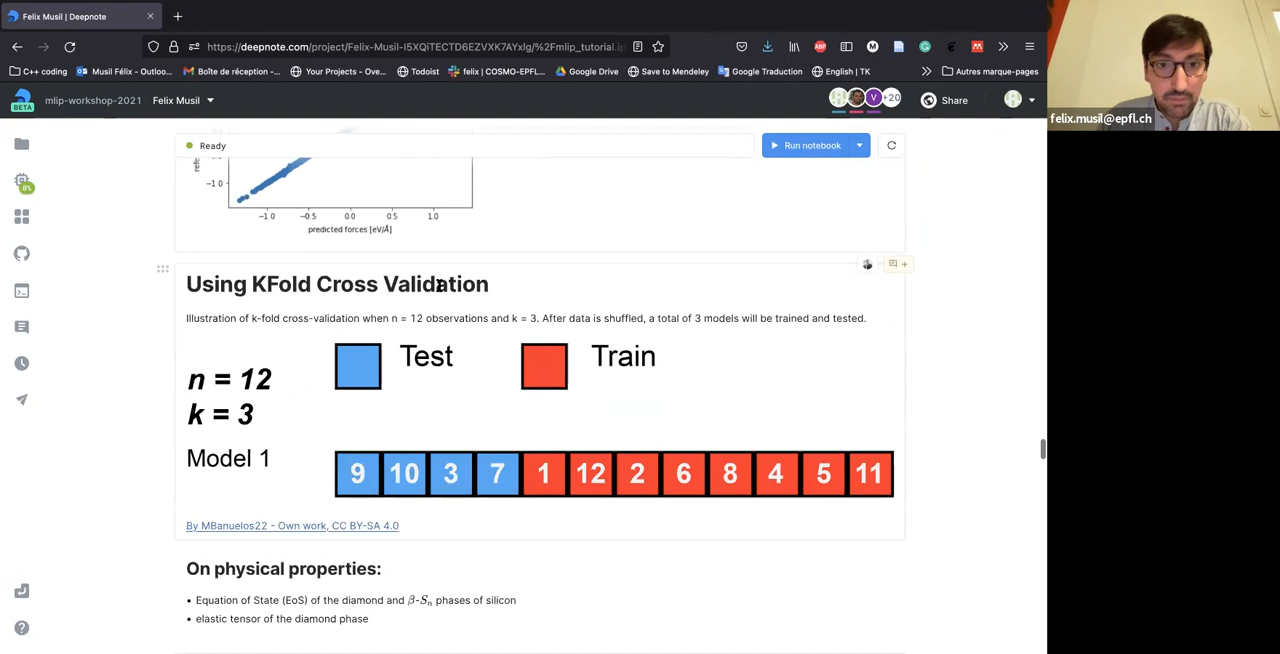 Felix Musil | Deepnote
https://deepnote.com/project/Felix-Musil-I5XQiTECTD6EZVXK7AYxlg/%2Fmlip_tutorial.ip
C++ coding
Musil Félix - Outloo...
Boîte de réception -...
Your Projects - Ove...
Todoist
felix | COSMO-EPFL...
Google Drive
Save to Mendeley
Google Traduction
English | TK
Autres marque-pages
BETA
mlip-workshop-2021
Felix Musil
V
+20
Share
felix.musil@epfl.ch
Ready
Run notebook
0%
−1.0
−1.0 −0.5 0.0 0.5 1.0
predicted forces [eV/Å]
Using KFold Cross Validation
Illustration of k-fold cross-validation when n = 12 observations and k = 3. After data is shuffled, a total of 3 models will be trained and tested.
Test
Train
n = 12
k = 3
Model 1
9 10 3 7 1 12 2 6 8 4 5 11
By MBanuelos22 - Own work, CC BY-SA 4.0
On physical properties:
• Equation of State (EoS) of the diamond and β-Sn phases of silicon
• elastic tensor of the diamond phase